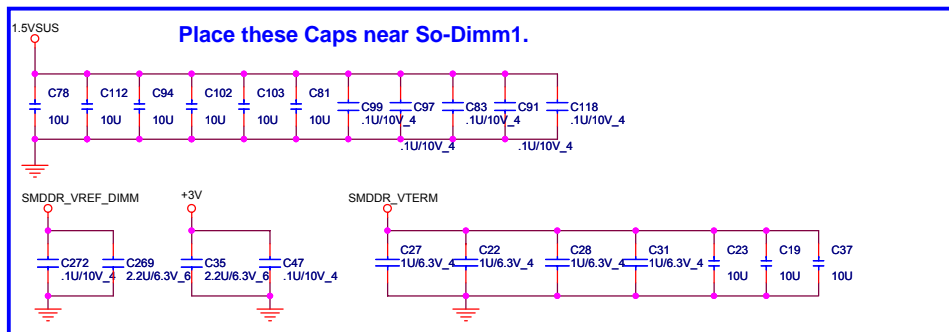 1.5VSUS
Place these Caps near So-Dimm1.
C78
C112
C94
C102
C103
C81
C99
C97
C83
C91
C118
10U
10U
10U
10U
10U
10U
.1U/10V_4
.1U/10V_4
.1U/10V_4
.1U/10V_4
.1U/10V_4
SMDDR_VREF_DIMM
+3V
SMDDR_VTERM
C272
.1U/10V_4
C269
2.2U/6.3V_6
C35
2.2U/6.3V_6
C47
.1U/10V_4
C27
1U/6.3V_4
C22
1U/6.3V_4
C28
1U/6.3V_4
C31
1U/6.3V_4
C23
10U
C19
10U
C37
10U